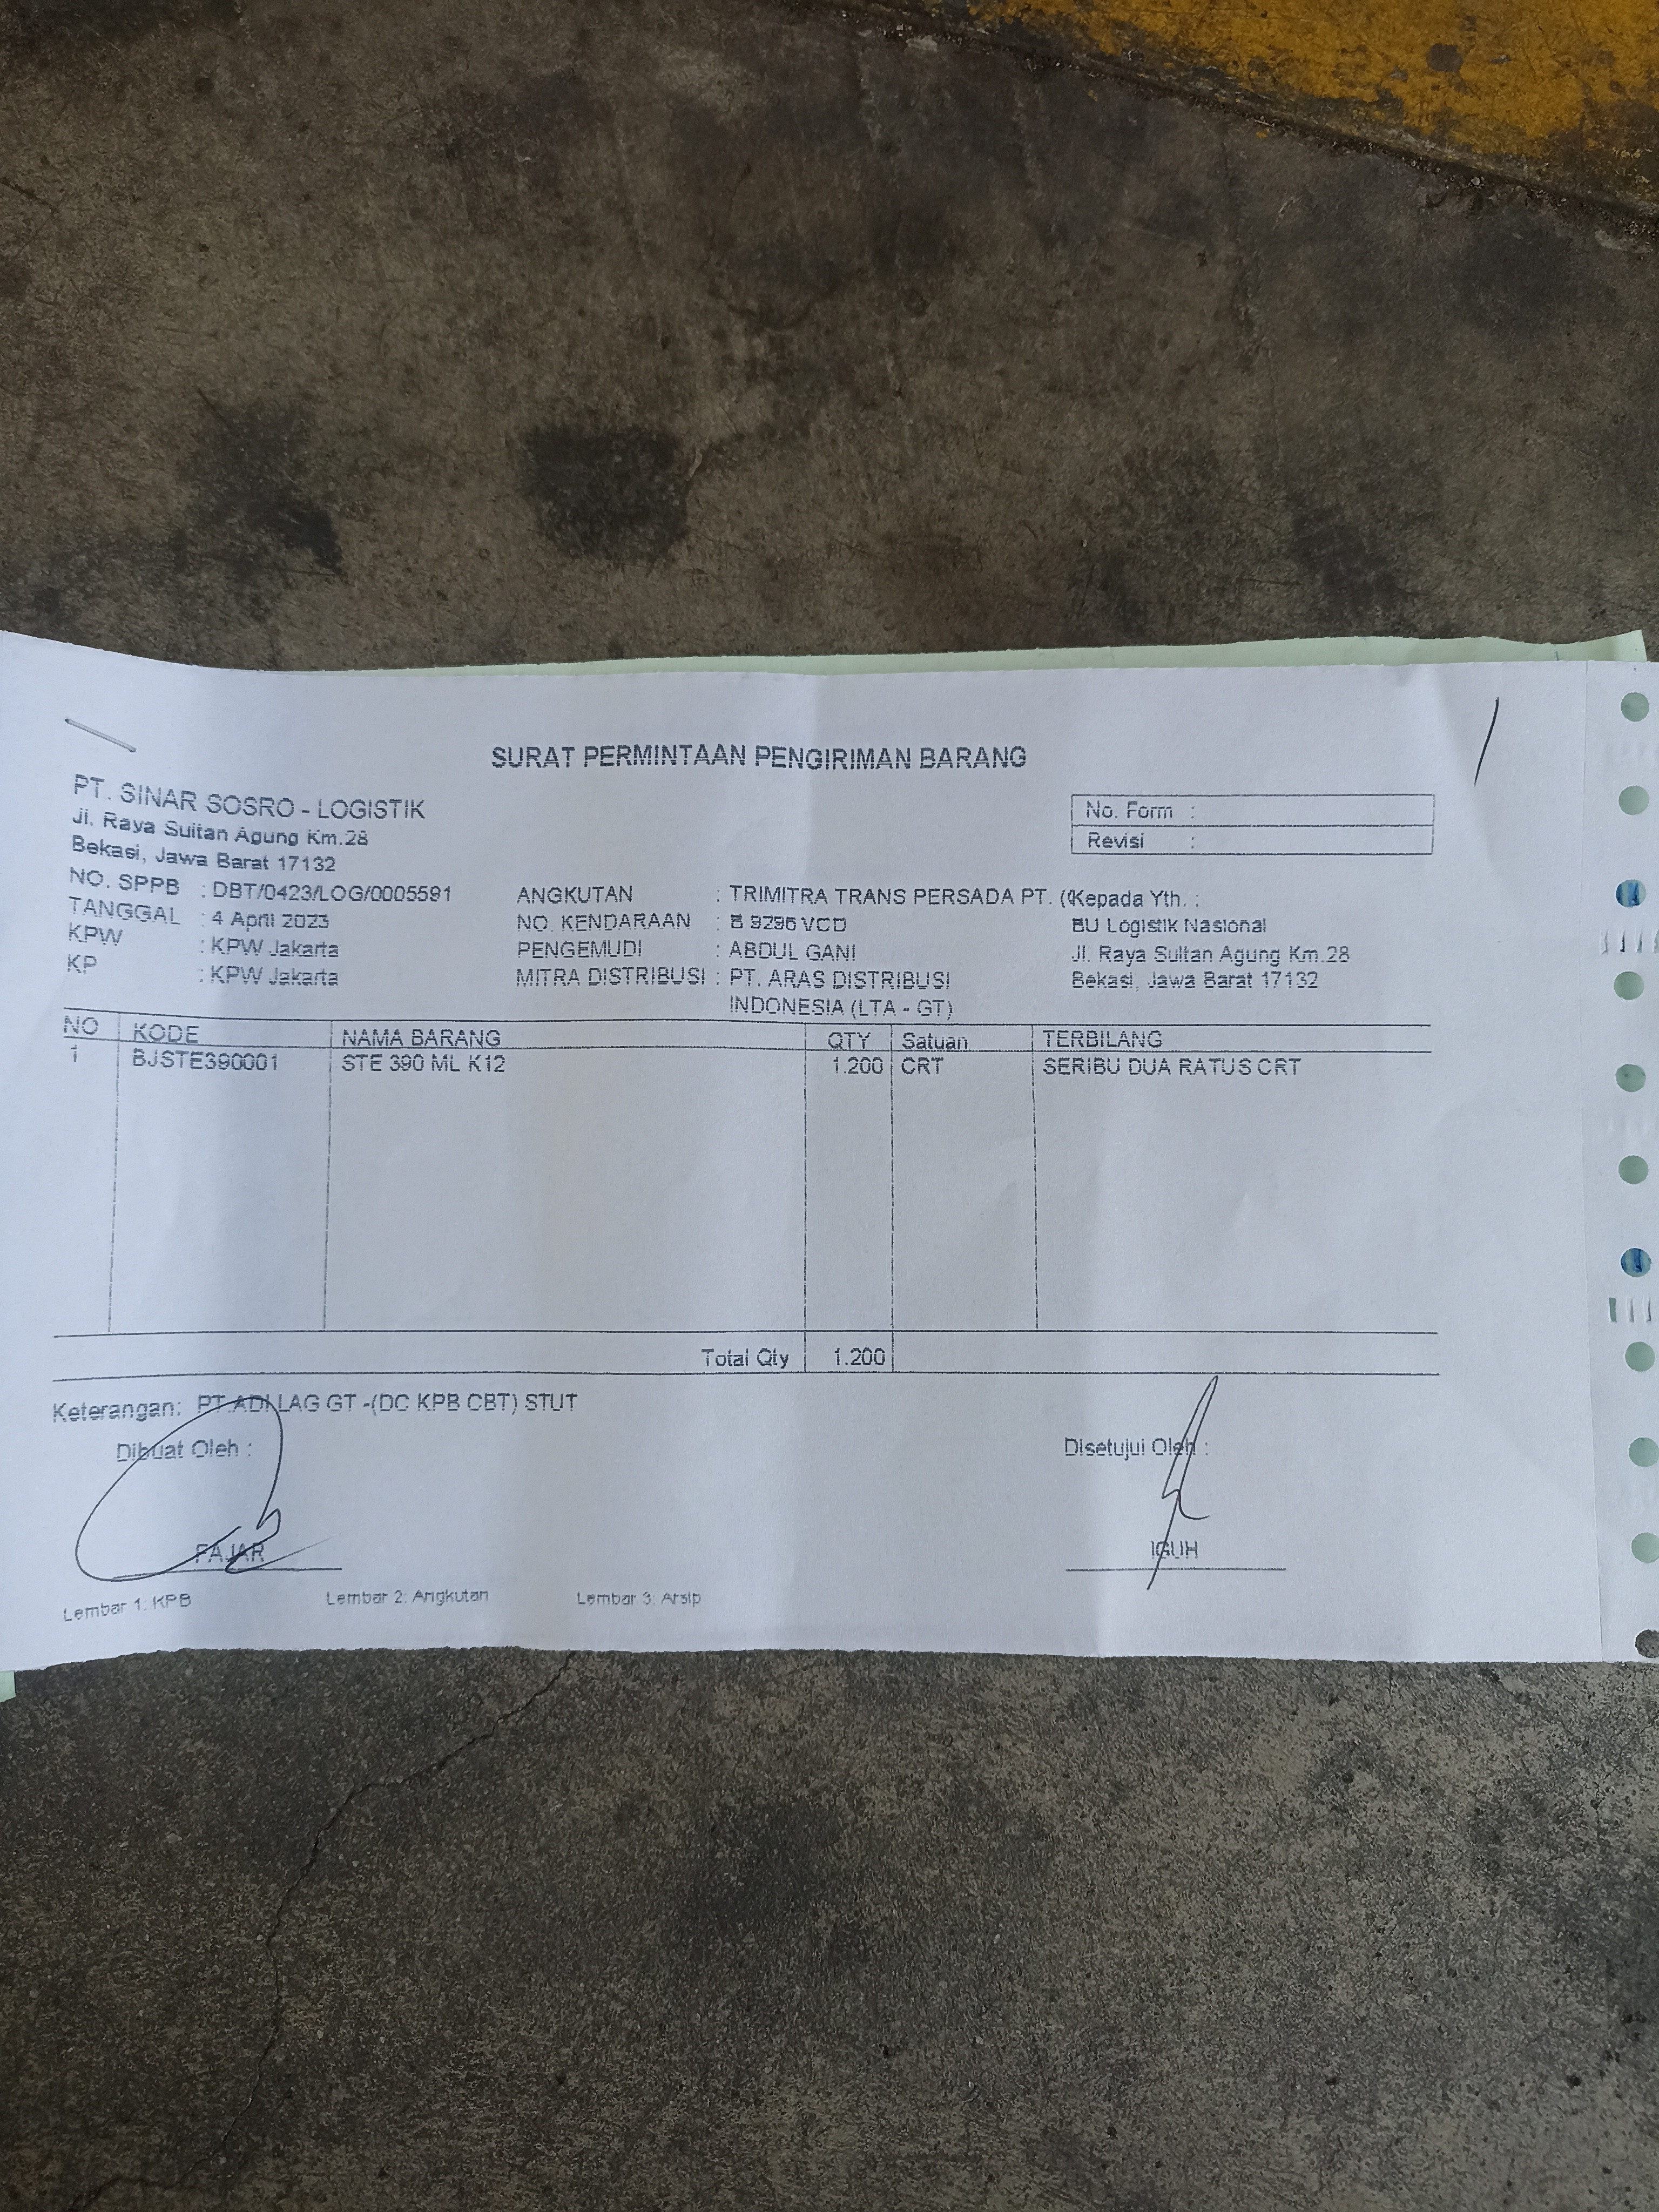 SURAT PERMINTAAN PENGIRIMAN BARANG
PT. SINAR SOSRO - LOGISTIK
Jl. Raya Sultan Agung Km.28
Bekasi, Jawa Barat 17132
No. Form :
Revisi :
NO. SPPB : DBT/0423/LOG/0005591
TANGGAL : 4 April 2023
KPW : KPW Jakarta
KP : KPW Jakarta
ANGKUTAN : TRIMITRA TRANS PERSADA PT. (
NO. KENDARAAN : B 9296 VCD
PENGEMUDI : ABDUL GANI
MITRA DISTRIBUSI : PT. ARAS DISTRIBUSI
INDONESIA (LTA - GT)
Kepada Yth. :
BU Logistik Nasional
Jl. Raya Sultan Agung Km.28
Bekasi, Jawa Barat 17132
NO KODE NAMA BARANG QTY Satuan TERBILANG
1 BJSTE390001 STE 390 ML K12 1.200 CRT SERIBU DUA RATUS CRT
Total Qty 1.200
Keterangan: PT.ADI LAG GT -(DC KPB CBT) STUT
Dibuat Oleh : Disetujui Oleh :
FAJAR IGUH
Lembar 1: KPB Lembar 2: Angkutan Lembar 3: Arsip